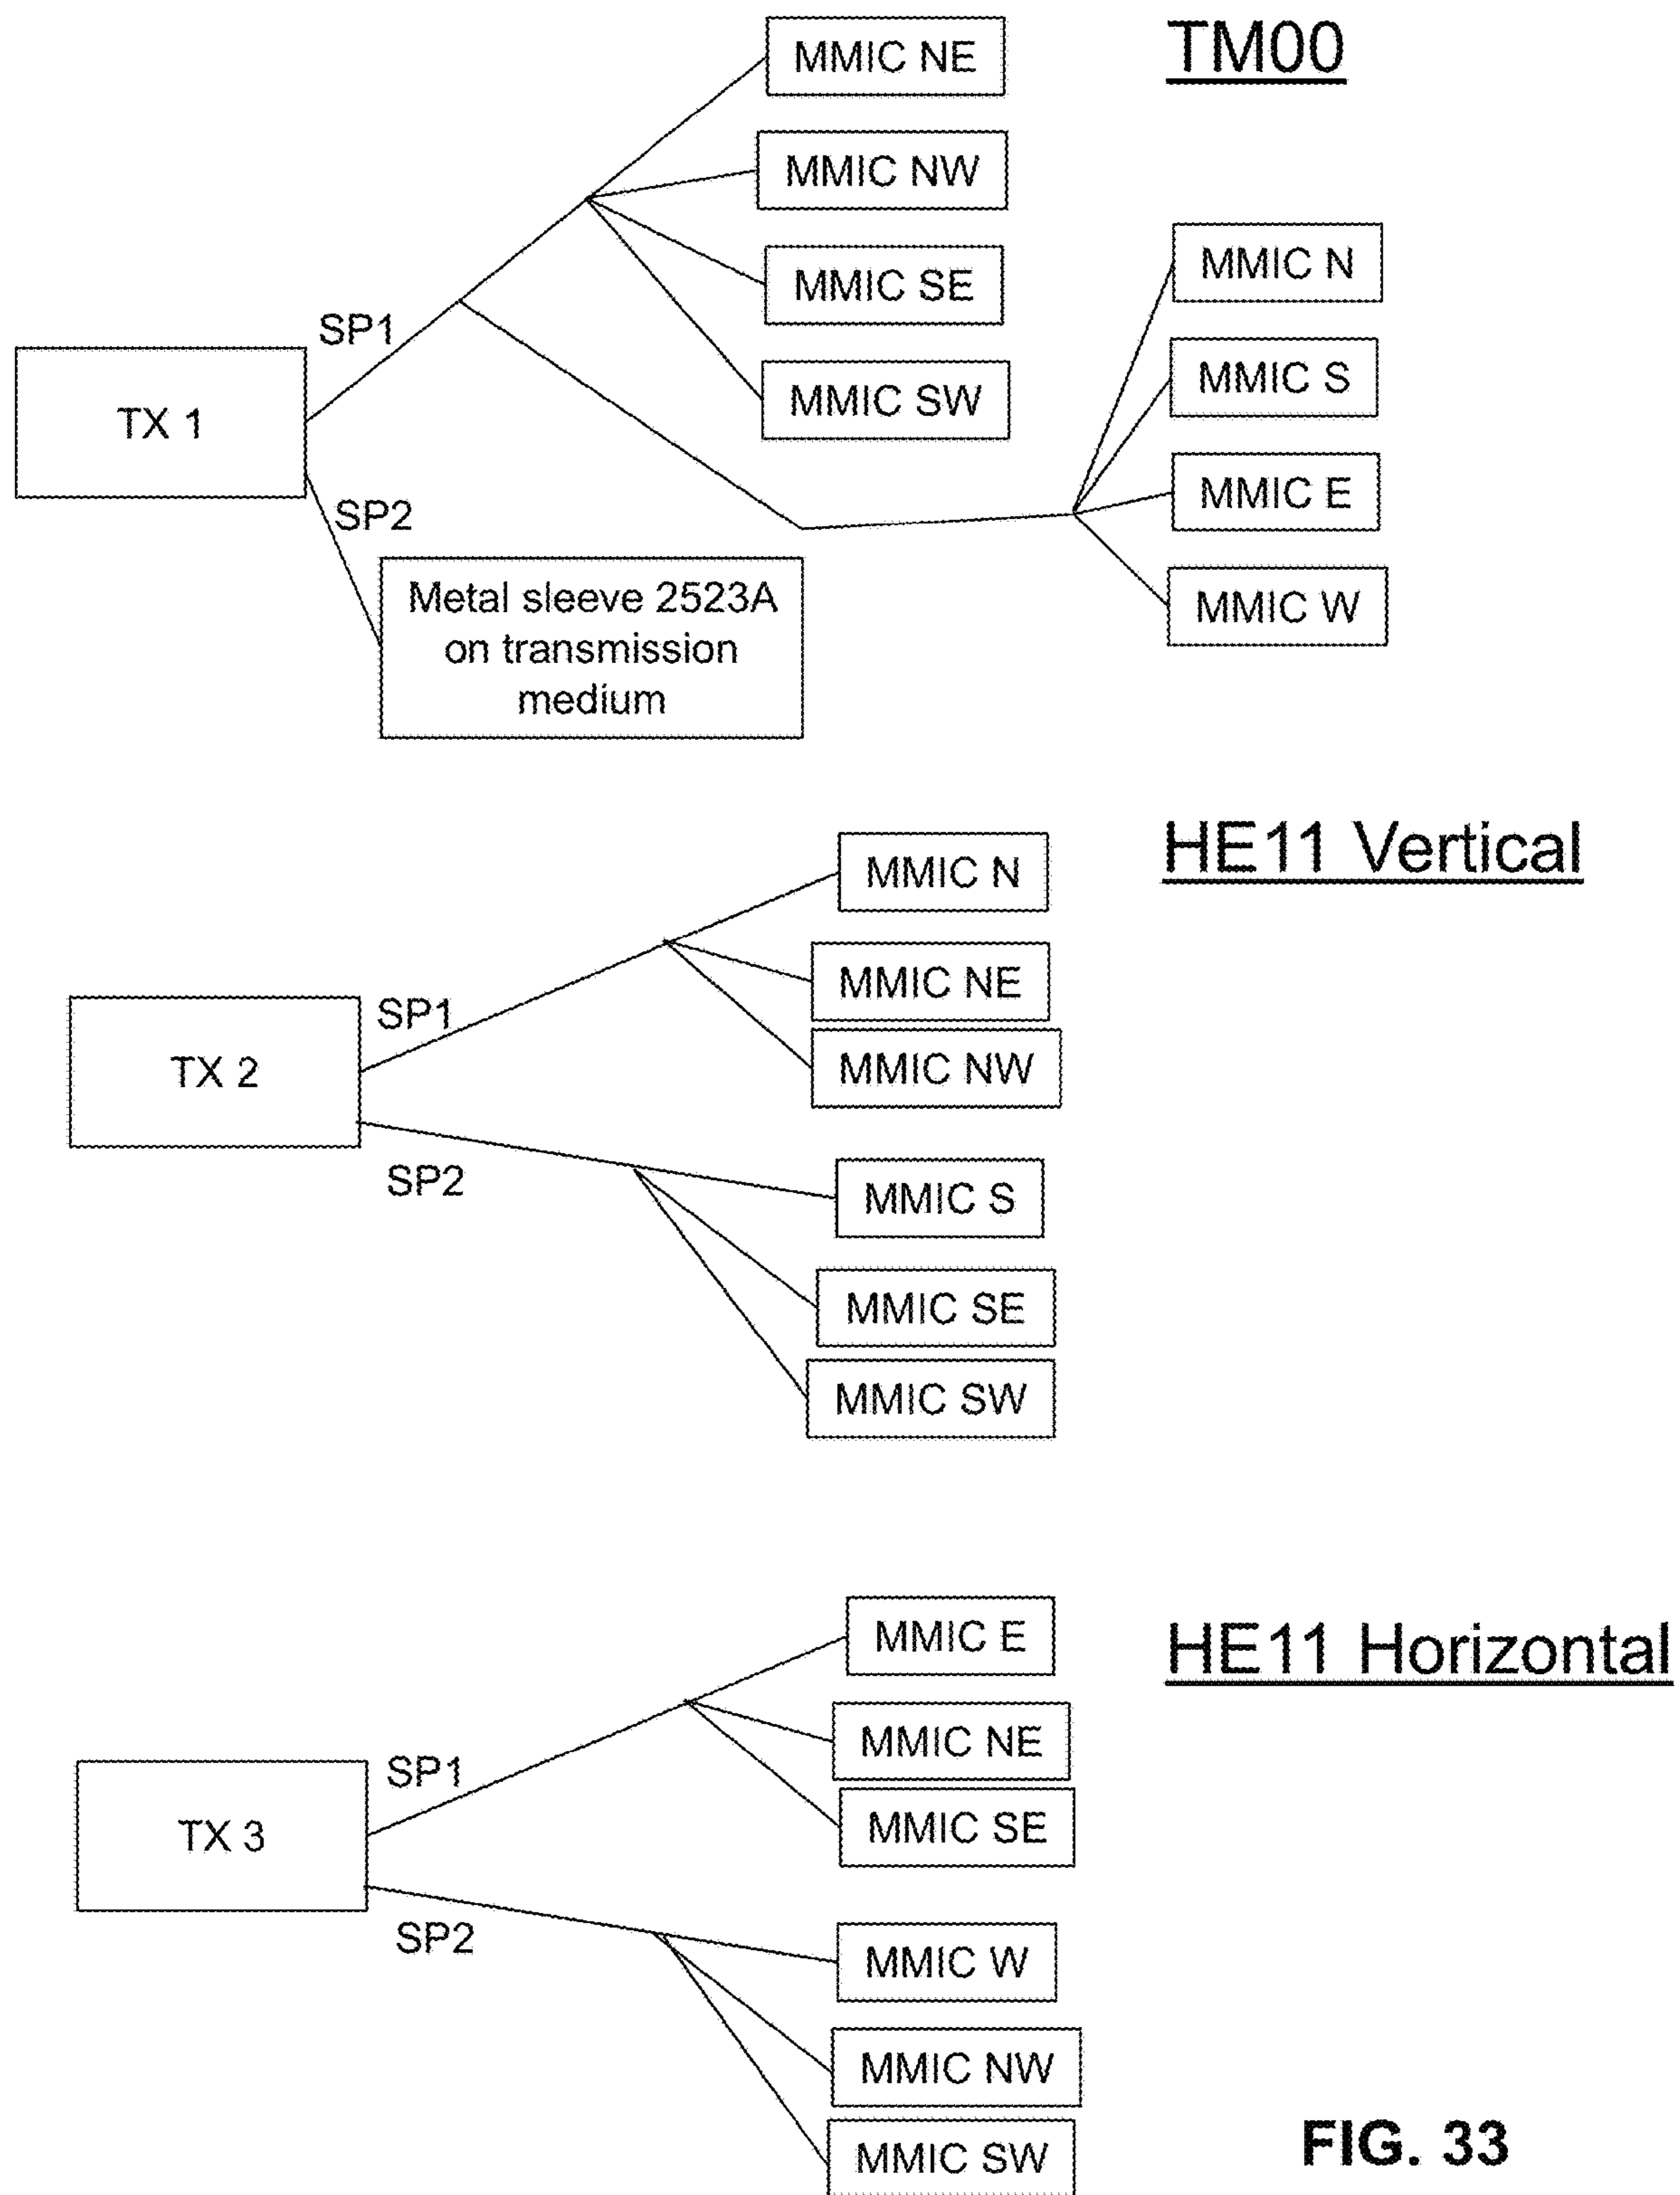 TM00
MMIC NE
MMIC NW
MMIC SE
MMIC SW
MMIC N
MMIC S
MMIC E
MMIC W
SP1
TX 1
SP2
Metal sleeve 2523A
on transmission
medium
HE11 Vertical
MMIC N
MMIC NE
MMIC NW
SP1
TX 2
SP2
MMIC S
MMIC SE
MMIC SW
HE11 Horizontal
MMIC E
MMIC NE
MMIC SE
SP1
TX 3
SP2
MMIC W
MMIC NW
MMIC SW
FIG. 33